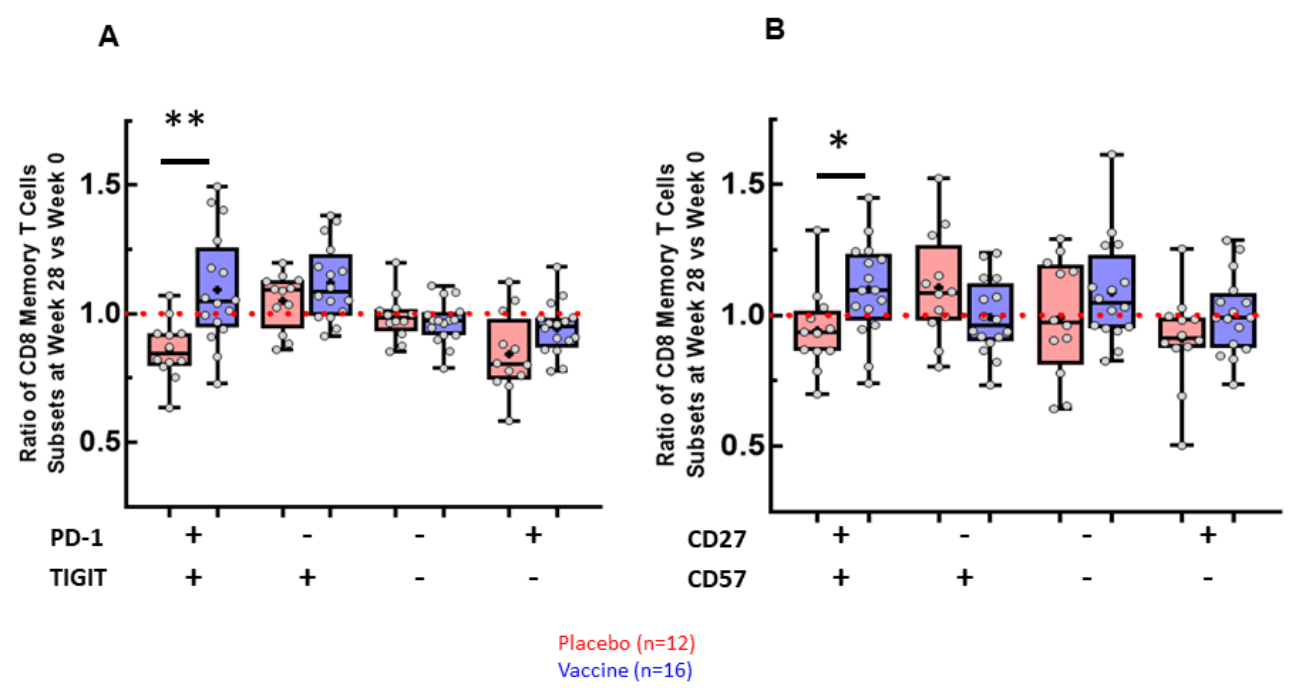 A
B
**
*
Ratio of CD8 Memory T Cells
Subsets at Week 28 vs Week 0
1.5
1.0
0.5
Ratio of CD8 Memory T Cells
Subsets at Week 28 vs Week 0
1.5
1.0
0.5
PD-1 + - - +
TIGIT + + - -
CD27 + - - +
CD57 + + - -
Placebo (n=12)
Vaccine (n=16)